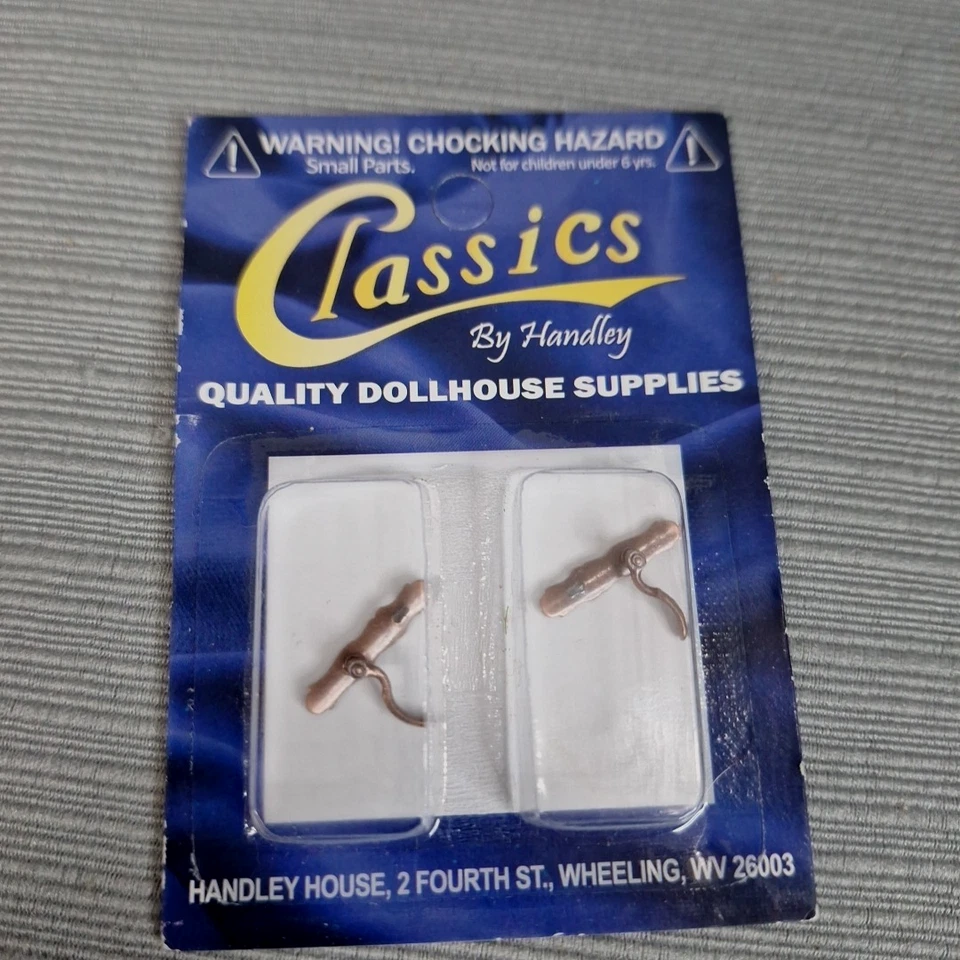 WARNING! CHOCKING HAZARD
Small Parts. Not for children under 6 yrs.
Classics
By Handley
QUALITY DOLLHOUSE SUPPLIES
HANDLEY HOUSE, 2 FOURTH ST., WHEELING, WV 26003